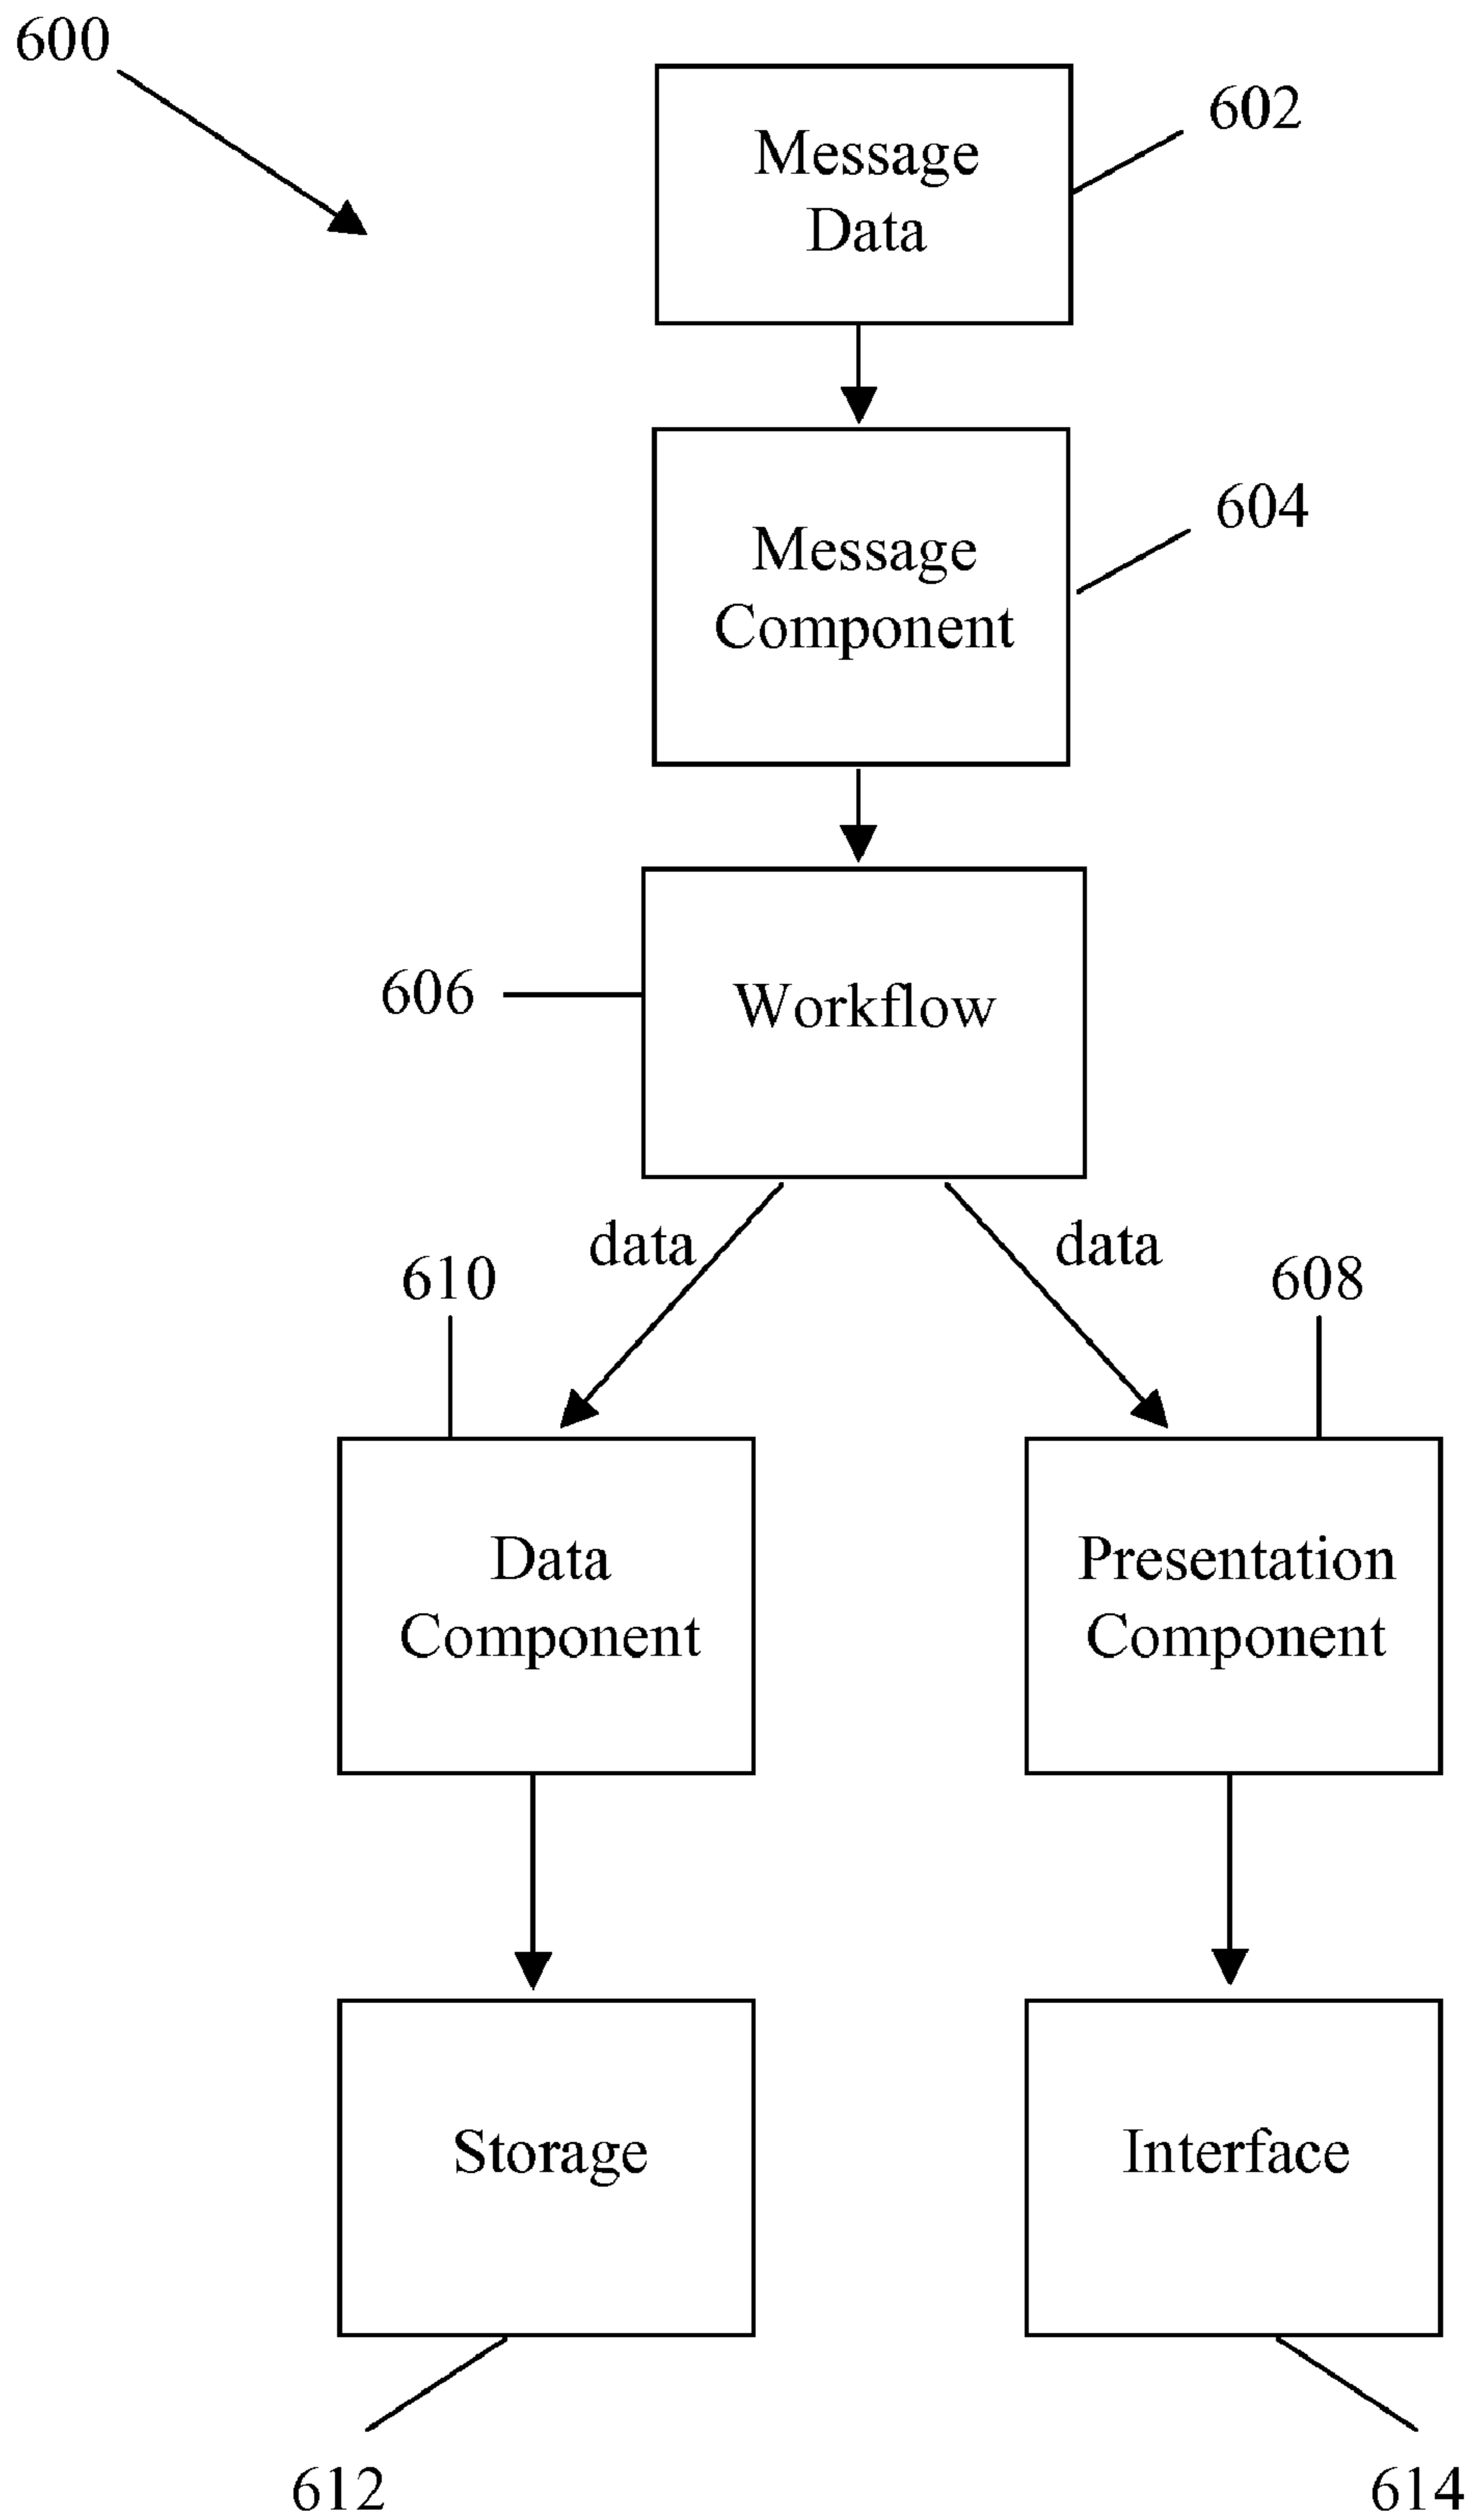 600
602
Message
Data
604
Message
Component
606
Workflow
data
data
610
608
Data
Component
Presentation
Component
Storage
Interface
612
614